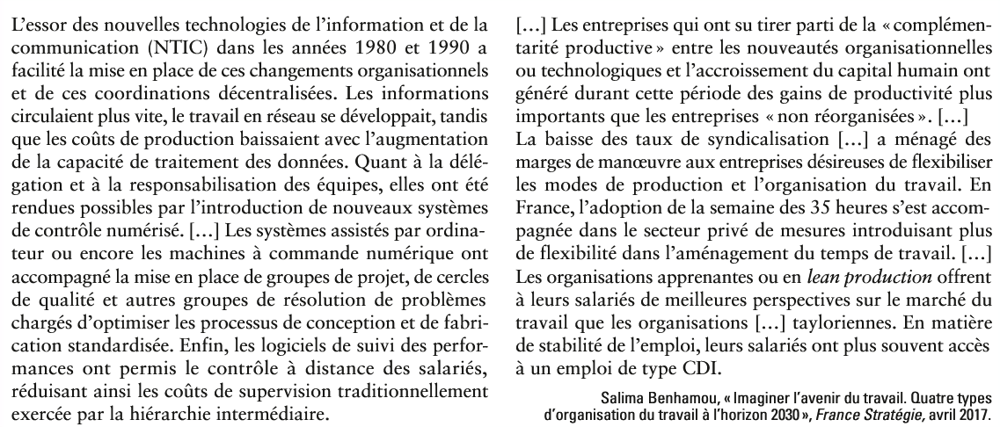 L’essor des nouvelles technologies de l’information et de la
communication (NTIC) dans les années 1980 et 1990 a
facilité la mise en place de ces changements organisationnels
et de ces coordinations décentralisées. Les informations
circulaient plus vite, le travail en réseau se développait, tandis
que les coûts de production baissaient avec l’augmentation
de la capacité de traitement des données. Quant à la délé-
gation et à la responsabilisation des équipes, elles ont été
rendues possibles par l’introduction de nouveaux systèmes
de contrôle numérisé. […] Les systèmes assistés par ordina-
teur ou encore les machines à commande numérique ont
accompagné la mise en place de groupes de projet, de cercles
de qualité et autres groupes de résolution de problèmes
chargés d’optimiser les processus de conception et de fabri-
cation standardisée. Enfin, les logiciels de suivi des perfor-
mances ont permis le contrôle à distance des salariés,
réduisant ainsi les coûts de supervision traditionnellement
exercée par la hiérarchie intermédiaire.
[…] Les entreprises qui ont su tirer parti de la « complémen-
tarité productive » entre les nouveautés organisationnelles
ou technologiques et l’accroissement du capital humain ont
généré durant cette période des gains de productivité plus
importants que les entreprises « non réorganisées ». […]
La baisse des taux de syndicalisation […] a ménagé des
marges de manœuvre aux entreprises désireuses de flexibiliser
les modes de production et l’organisation du travail. En
France, l’adoption de la semaine des 35 heures s’est accom-
pagnée dans le secteur privé de mesures introduisant plus
de flexibilité dans l’aménagement du temps de travail. […]
Les organisations apprenantes ou en lean production offrent
à leurs salariés de meilleures perspectives sur le marché du
travail que les organisations […] tayloriennes. En matière
de stabilité de l’emploi, leurs salariés ont plus souvent accès
à un emploi de type CDI.
Salima Benhamou, « Imaginer l’avenir du travail. Quatre types
d’organisation du travail à l’horizon 2030 », France Stratégie, avril 2017.